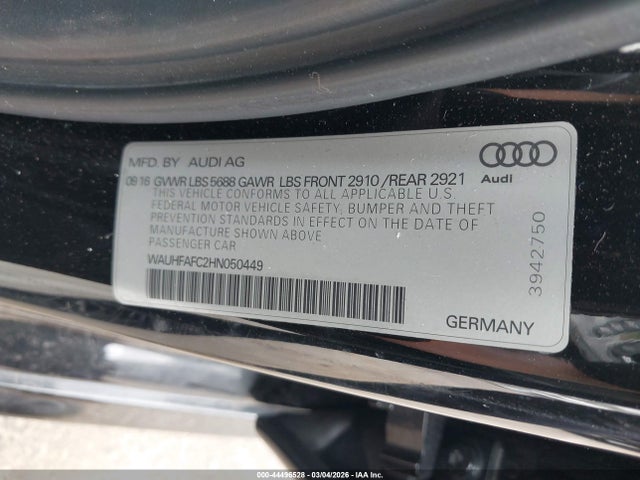 MFD. BY AUDI AG
09 16 GVWR LBS 5688 GAWR LBS FRONT 2910 /REAR 2921
THIS VEHICLE CONFORMS TO ALL APPLICABLE U.S.
FEDERAL MOTOR VEHICLE SAFETY, BUMPER AND THEFT
PREVENTION STANDARDS IN EFFECT ON THE DATE OF
MANUFACTURE SHOWN ABOVE
PASSENGER CAR
WAUHFAFC2HN050449
Audi
3942750
GERMANY
000-44496528 - 03/04/2026 - IAA Inc.